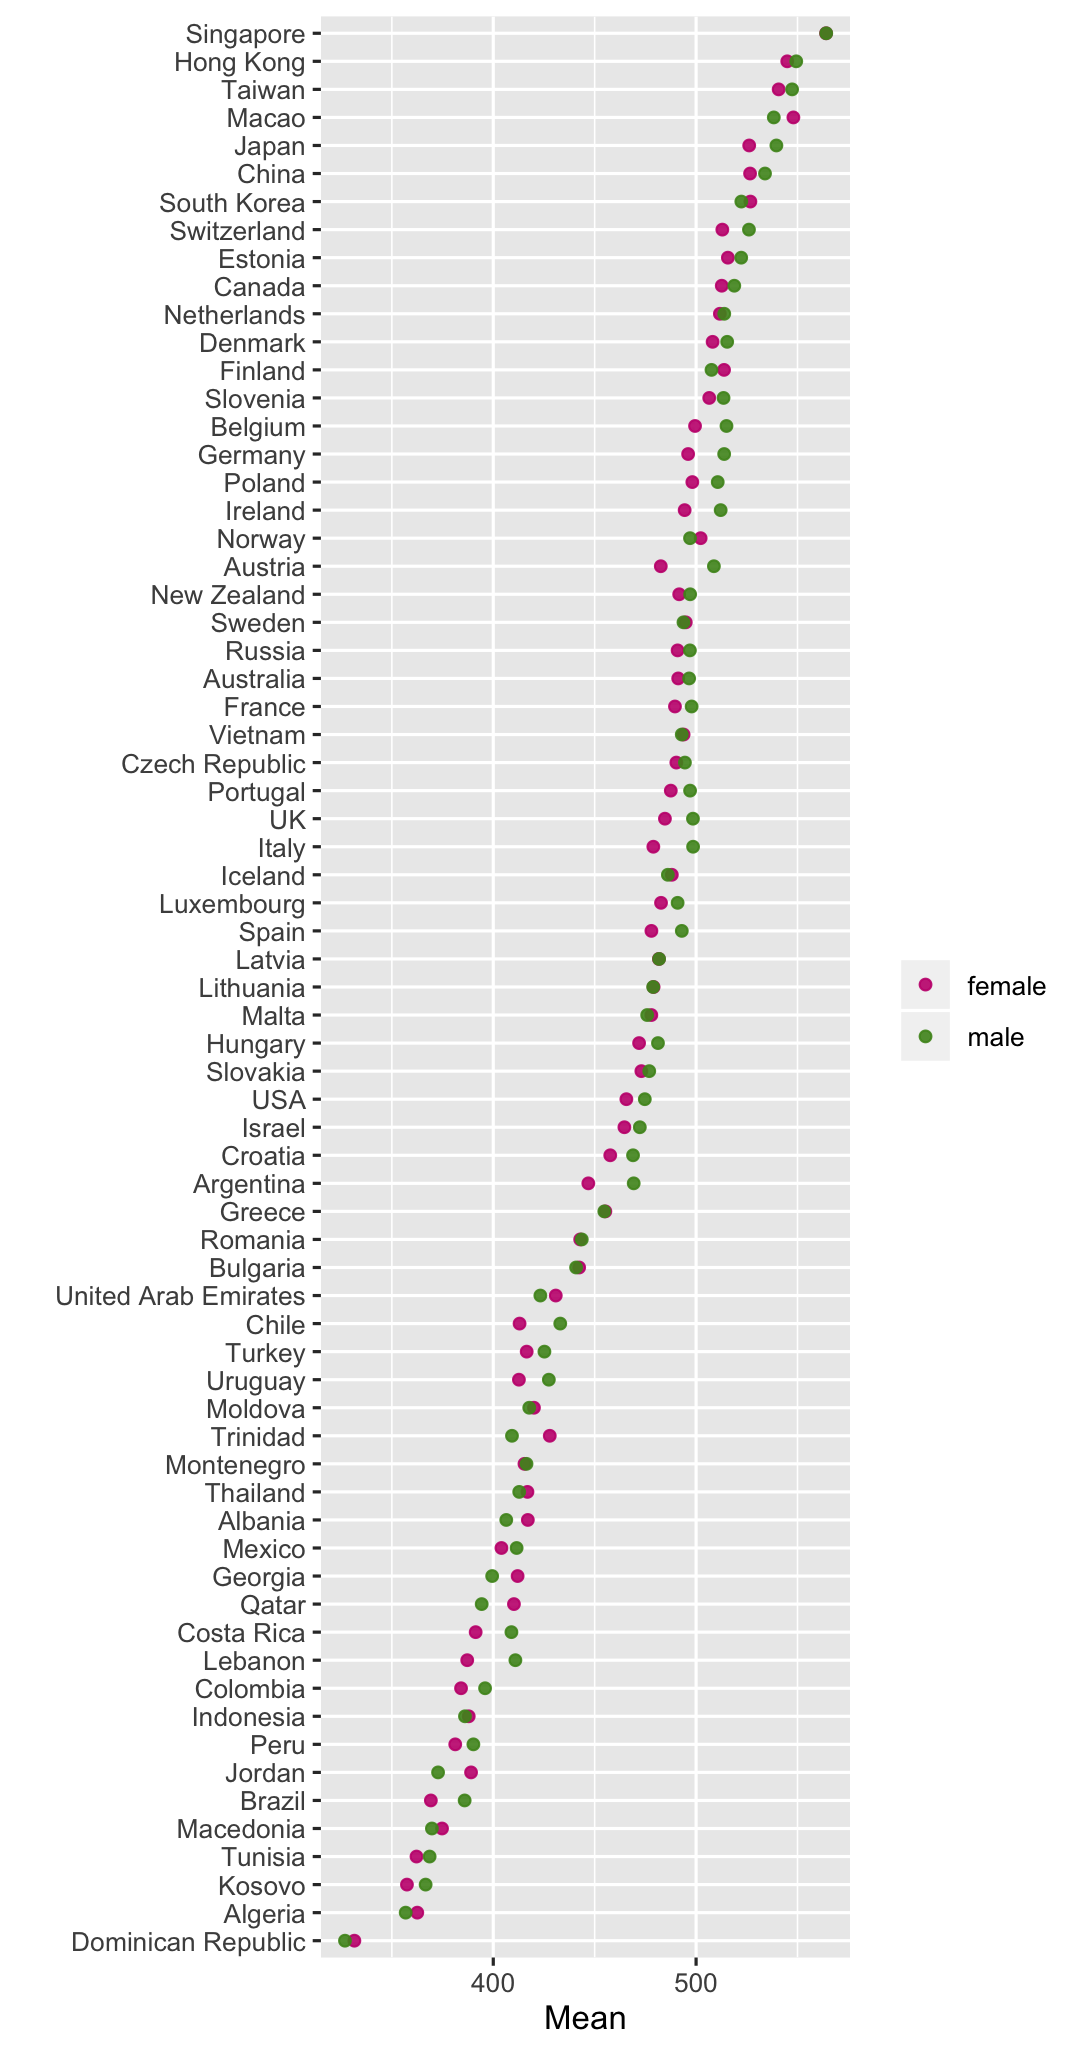 Singapore
Hong Kong
Taiwan
Macao
Japan
China
South Korea
Switzerland
Estonia
Canada
Netherlands
Denmark
Finland
Slovenia
Belgium
Germany
Poland
Ireland
Norway
Austria
New Zealand
Sweden
Russia
Australia
France
Vietnam
Czech Republic
Portugal
UK
Italy
Iceland
Luxembourg
Spain
Latvia
Lithuania
Malta
Hungary
Slovakia
USA
Israel
Croatia
Argentina
Greece
Romania
Bulgaria
United Arab Emirates
Chile
Turkey
Uruguay
Moldova
Trinidad
Montenegro
Thailand
Albania
Mexico
Georgia
Qatar
Costa Rica
Lebanon
Colombia
Indonesia
Peru
Jordan
Brazil
Macedonia
Tunisia
Kosovo
Algeria
Dominican Republic
400 500
Mean
female
male